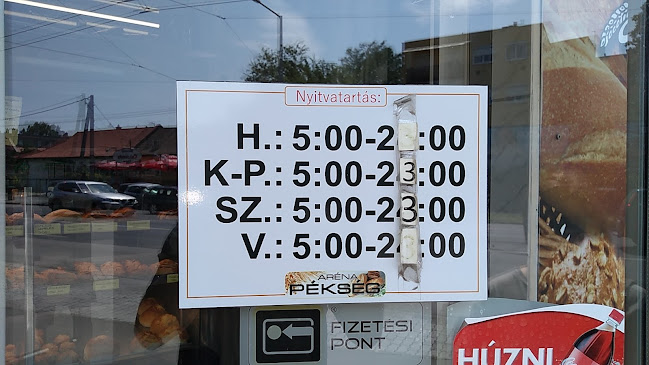 Nyitvatartás:
H.: 5:00-2 :00
K-P.: 5:00-23:00
SZ.: 5:00-23:00
V.: 5:00-2 :00
ARÉNA
PÉKSÉG
FIZETÉSI
PONT
HÚZNI